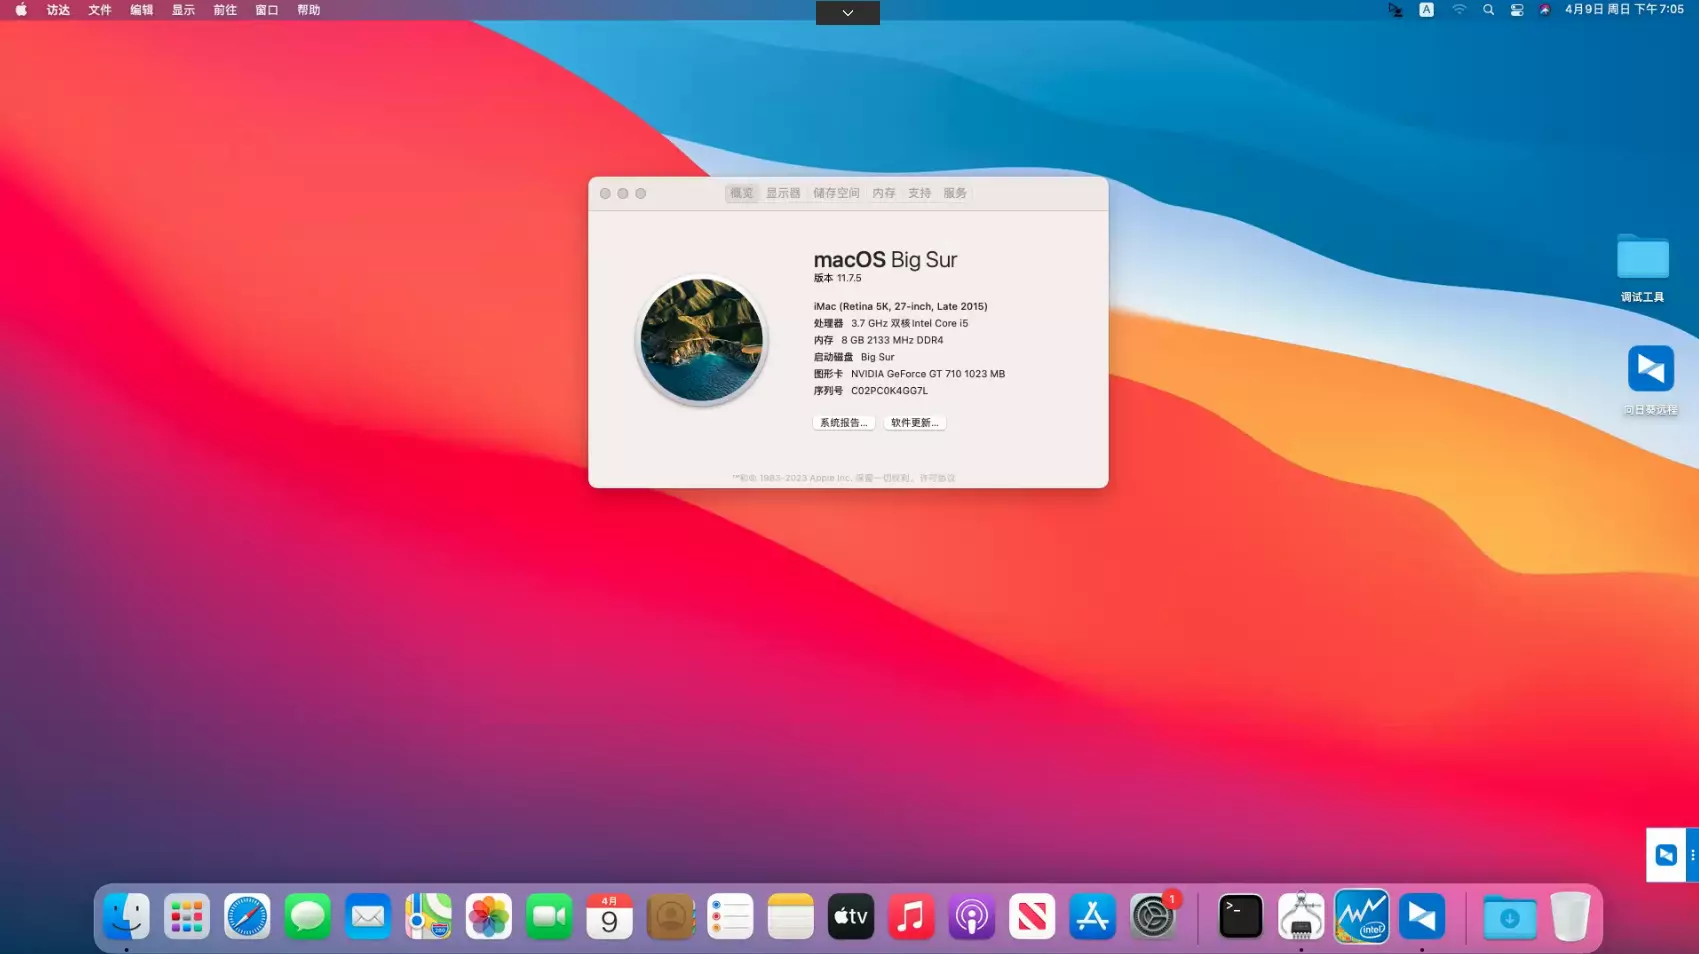 访达 文件 编辑 显示 前往 窗口 帮助
A
4月9日 周日 下午7:05
概览 显示器 储存空间 内存 支持 服务
macOS Big Sur
版本 11.7.5
iMac (Retina 5K, 27-inch, Late 2015)
处理器 3.7 GHz 双核Intel Core i5
内存 8 GB 2133 MHz DDR4
启动磁盘 Big Sur
图形卡 NVIDIA GeForce GT 710 1023 MB
序列号 C02PC0K4GG7L
系统报告... 软件更新...
™和© 1983-2023 Apple Inc. 保留一切权利。许可协议
调试工具
向日葵远程
4月
9
280
tv
1
>_
intel